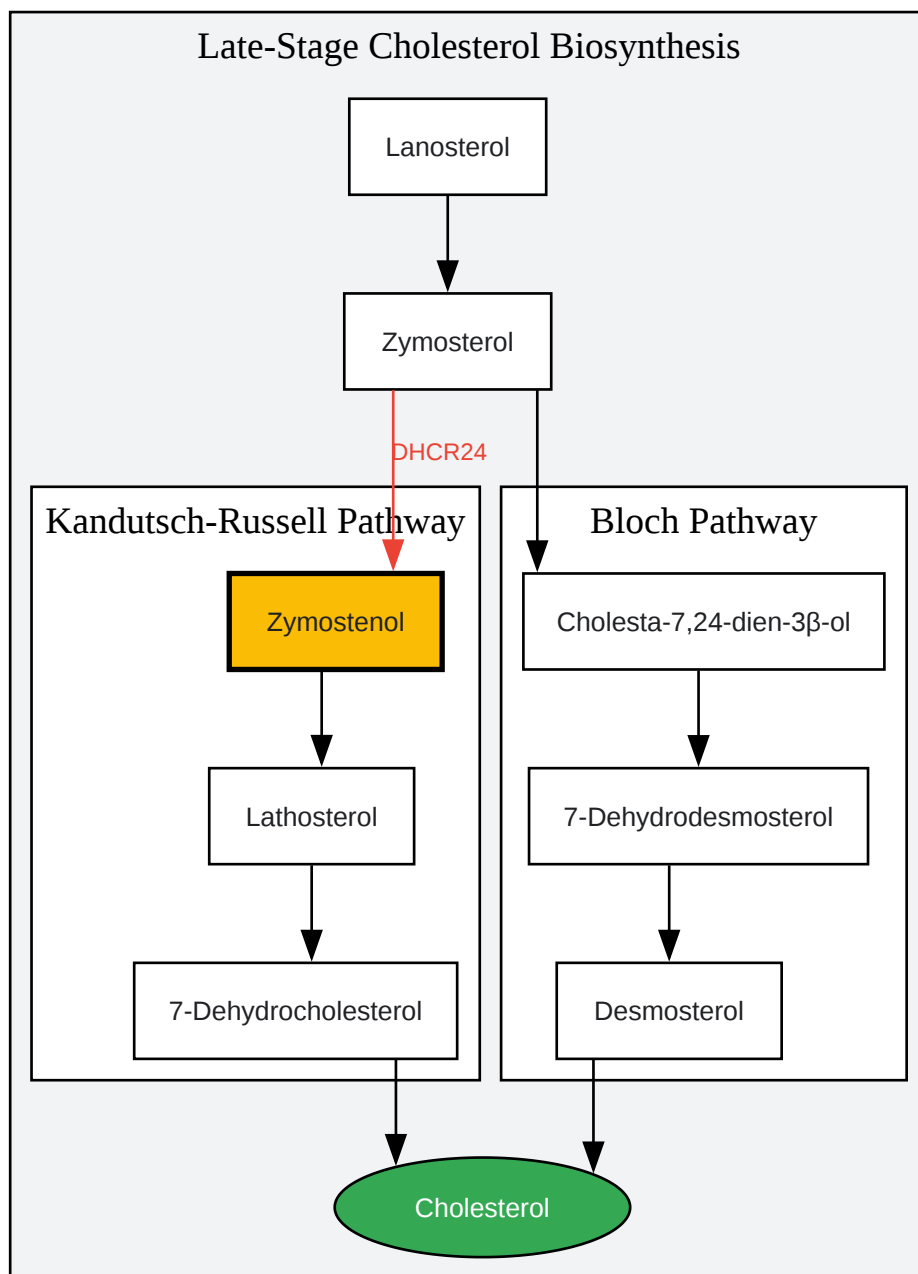 Late-Stage Cholesterol Biosynthesis
Lanosterol
Zymosterol
DHCR24
Kandutsch-Russell Pathway
Zymostenol
Lathosterol
7-Dehydrocholesterol
Bloch Pathway
Cholesta-7,24-dien-3β-ol
7-Dehydrodesmosterol
Desmosterol
Cholesterol